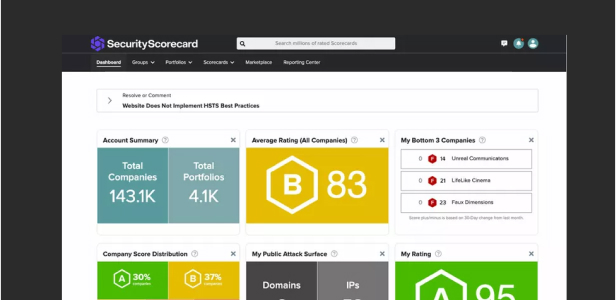 SecurityScorecard
Search millions of rated Scorecards
Dashboard Groups Portfolios Scorecards Marketplace Reporting Center
Resolve or Comment
Website Does Not Implement HSTS Best Practices
Account Summary
Total Companies
143.1K
Total Portfolios
4.1K
Average Rating (All Companies)
B 83
My Bottom 3 Companies
0 F 14 Unreal Communications
0 F 21 LifeLike Cinema
0 F 23 Faux Dimensions
Score plus/minus is based on 30-Day change from last month.
Company Score Distribution
A 30%
companies
B 37%
companies
My Public Attack Surface
Domains
IPs
My Rating
A 95